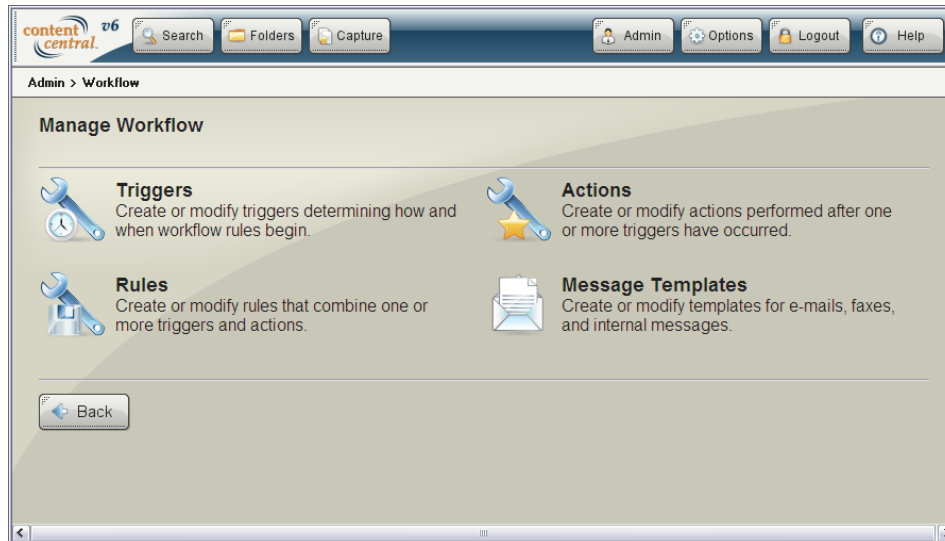 content central. v6
Search
Folders
Capture
Admin
Options
Logout
Help
Admin > Workflow
Manage Workflow
Triggers
Create or modify triggers determining how and
when workflow rules begin.
Actions
Create or modify actions performed after one
or more triggers have occurred.
Rules
Create or modify rules that combine one or
more triggers and actions.
Message Templates
Create or modify templates for e-mails, faxes,
and internal messages.
Back